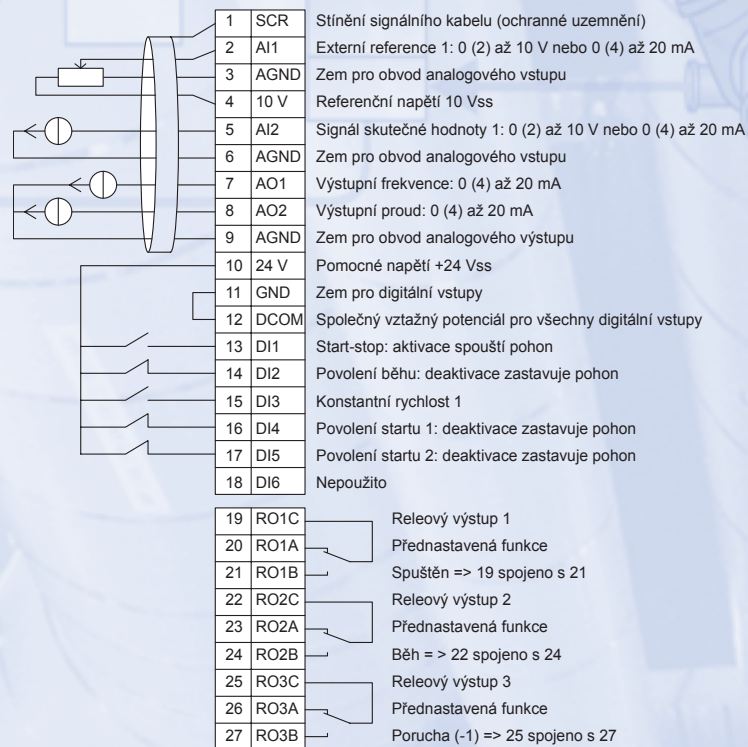 1 SCR Stínění signálního kabelu (ochranné uzemnění)
2 AI1 Externí reference 1: 0 (2) až 10 V nebo 0 (4) až 20 mA
3 AGND Zem pro obvod analogového vstupu
4 10 V Referenční napětí 10 Vss
5 AI2 Signál skutečné hodnoty 1: 0 (2) až 10 V nebo 0 (4) až 20 mA
6 AGND Zem pro obvod analogového vstupu
7 AO1 Výstupní frekvence: 0 (4) až 20 mA
8 AO2 Výstupní proud: 0 (4) až 20 mA
9 AGND Zem pro obvod analogového výstupu
10 24 V Pomocné napětí +24 Vss
11 GND Zem pro digitální vstupy
12 DCOM Společný vztažný potenciál pro všechny digitální vstupy
13 DI1 Start-stop: aktivace spouští pohon
14 DI2 Povolení běhu: deaktivace zastavuje pohon
15 DI3 Konstantní rychlost 1
16 DI4 Povolení startu 1: deaktivace zastavuje pohon
17 DI5 Povolení startu 2: deaktivace zastavuje pohon
18 DI6 Nepoužito
19 RO1C Releový výstup 1
20 RO1A Přednastavená funkce
21 RO1B Spuštěn => 19 spojeno s 21
22 RO2C Releový výstup 2
23 RO2A Přednastavená funkce
24 RO2B Běh = > 22 spojeno s 24
25 RO3C Releový výstup 3
26 RO3A Přednastavená funkce
27 RO3B Porucha (-1) => 25 spojeno s 27